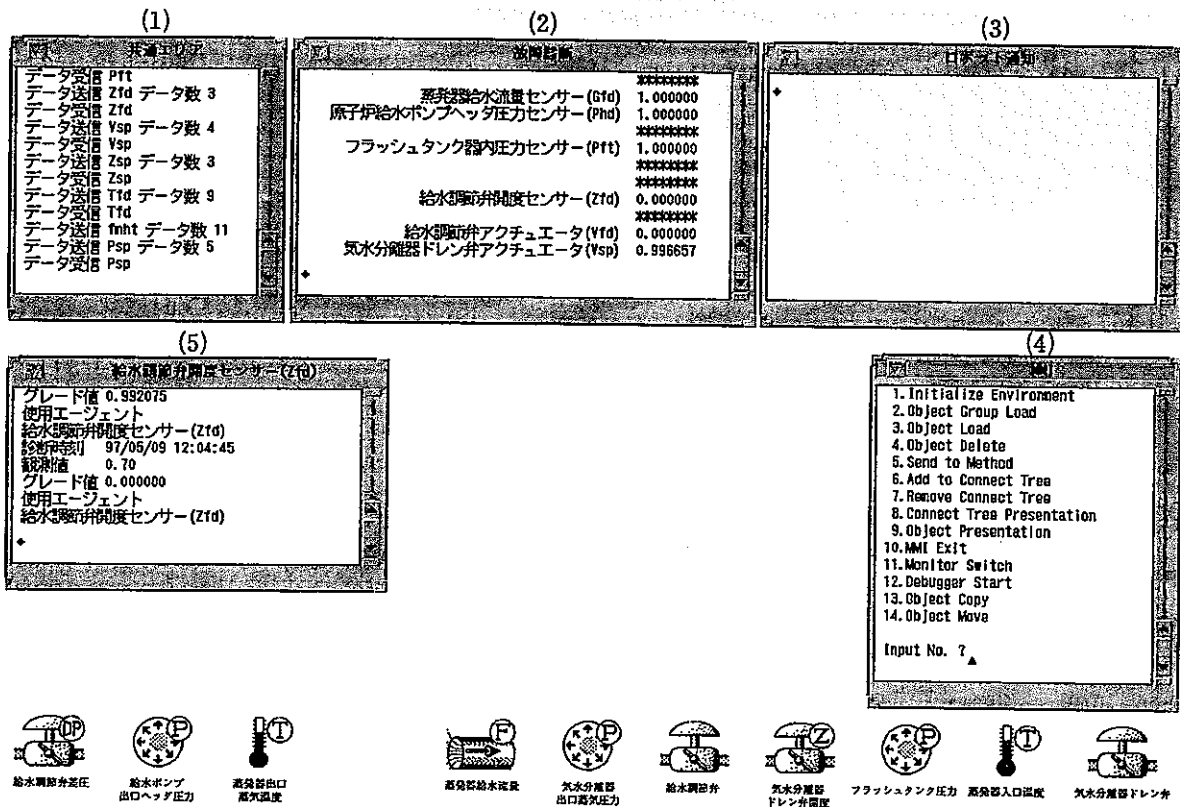 (1)
共通エリア
データ受信 Pft
データ送信 Zfd データ数 3
データ受信 Zfd
データ送信 Vsp データ数 4
データ受信 Vsp
データ送信 Zsp データ数 3
データ受信 Zsp
データ送信 Tfd データ数 9
データ受信 Tfd
データ送信 fmht データ数 11
データ送信 Psp データ数 5
データ受信 Psp
(2)
故障診断
********
蒸発器給水流量センサー(Gfd) 1.000000
原子炉給水ポンプヘッダ圧力センサー(Phd) 1.000000
********
フラッシュタンク器内圧力センサー(Pft) 1.000000
********
********
給水調節弁開度センサー(Zfd) 0.000000
********
給水調節弁アクチュエータ(Vfd) 0.000000
気水分離器ドレン弁アクチュエータ(Vsp) 0.996657
(3)
ロボット通知
(5)
給水調節弁開度センサー(Zfd)
グレード値 0.992075
使用エージェント
給水調節弁開度センサー(Zfd)
診断時刻 97/05/09 12:04:45
観測値 0.70
グレード値 0.000000
使用エージェント
給水調節弁開度センサー(Zfd)
(4)
MMI
1.Initialize Environment
2.Object Group Load
3.Object Load
4.Object Delete
5.Send to Method
6.Add to Connect Tree
7.Remove Connect Tree
8.Connect Tree Presentation
9.Object Presentation
10.MMI Exit
11.Monitor Switch
12.Debugger Start
13.Object Copy
14.Object Move
Input No. ?
DP
給水調節弁差圧
P
給水ポンプ
出口ヘッダ圧力
T
蒸発器出口
蒸気温度
F
蒸発器給水流量
P
気水分離器
出口蒸気圧力
給水調節弁
Z
気水分離器
ドレン弁開度
P
フラッシュタンク圧力
T
蒸発器入口温度
気水分離器ドレン弁